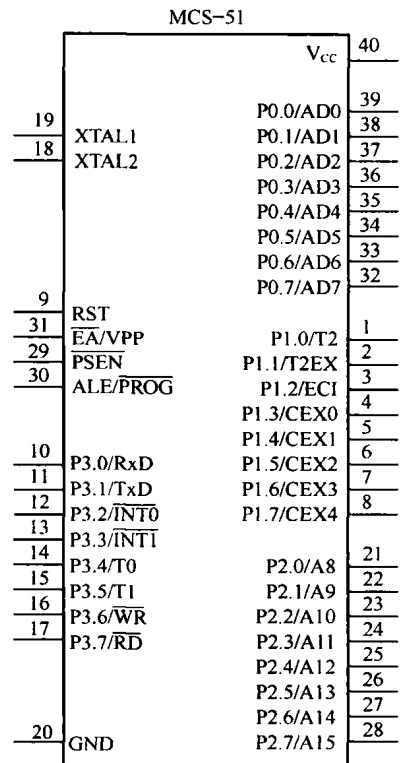 MCS-51
40
Vcc
39
P0.0/AD0
19
38
XTAL1
P0.1/AD1
18
37
XTAL2
P0.2/AD2
36
P0.3/AD3
35
P0.4/AD4
34
P0.5/AD5
33
P0.6/AD6
32
P0.7/AD7
9
RST
31
EA/VPP
1
P1.0/T2
29
PSEN
2
P1.1/T2EX
30
ALE/PROG
3
P1.2/ECI
4
P1.3/CEX0
5
P1.4/CEX1
10
P3.0/RxD
6
P1.5/CEX2
11
P3.1/TxD
7
P1.6/CEX3
12
P3.2/INT0
8
P1.7/CEX4
13
P3.3/INT1
14
P3.4/T0
21
P2.0/A8
15
P3.5/T1
22
P2.1/A9
16
P3.6/WR
23
P2.2/A10
17
P3.7/RD
24
P2.3/A11
25
P2.4/A12
26
P2.5/A13
27
P2.6/A14
20
GND
28
P2.7/A15